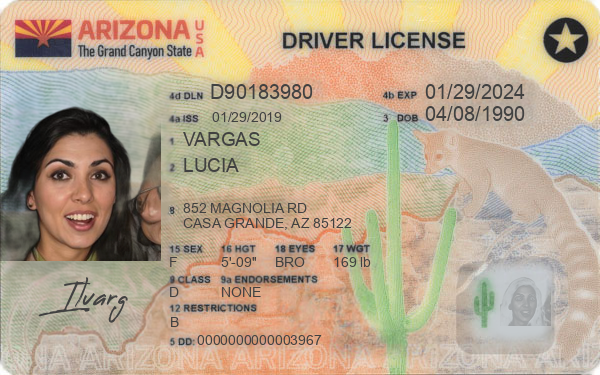 ARIZONA USA
The Grand Canyon State
DRIVER LICENSE
4d DLN D90183980
4b EXP 01/29/2024
4a ISS 01/29/2019
3 DOB 04/08/1990
1 VARGAS
2 LUCIA
8 852 MAGNOLIA RD
CASA GRANDE, AZ 85122
15 SEX 16 HGT 18 EYES 17 WGT
F 5'-09" BRO 169 lb
9 CLASS 9a ENDORSEMENTS
D NONE
12 RESTRICTIONS
B
5 DD: 0000000000003967
Ilvarg
ARIZONA ARIZONA ARIZONA ARIZONA